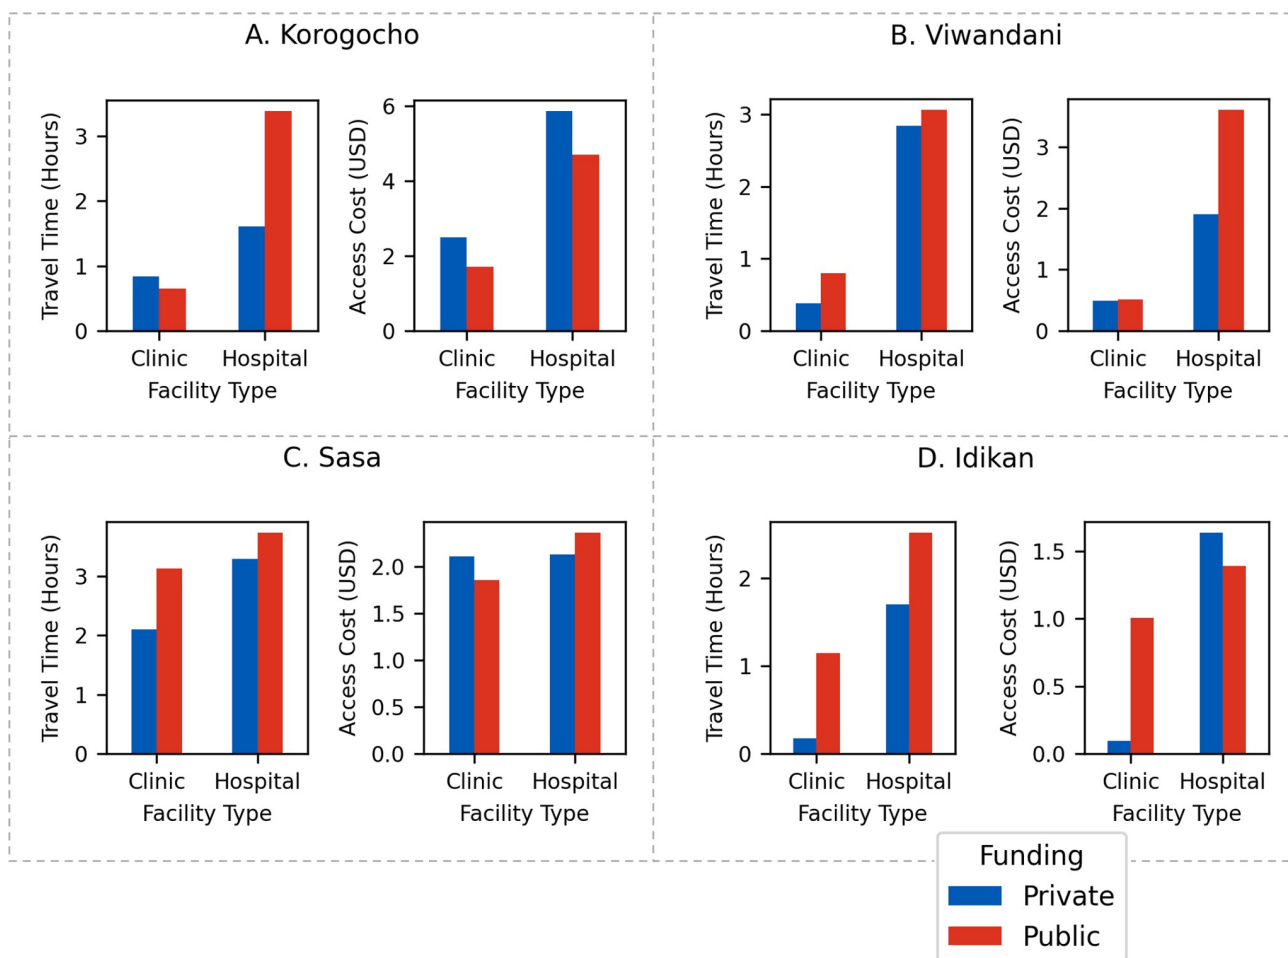 A. Korogocho
Travel Time (Hours)
3
2
1
0
Clinic Hospital
Facility Type
Access Cost (USD)
6
4
2
0
Clinic Hospital
Facility Type
B. Viwandani
Travel Time (Hours)
3
2
1
0
Clinic Hospital
Facility Type
Access Cost (USD)
3
2
1
0
Clinic Hospital
Facility Type
C. Sasa
Travel Time (Hours)
3
2
1
0
Clinic Hospital
Facility Type
Access Cost (USD)
2.0
1.5
1.0
0.5
0.0
Clinic Hospital
Facility Type
D. Idikan
Travel Time (Hours)
2
1
0
Clinic Hospital
Facility Type
Access Cost (USD)
1.5
1.0
0.5
0.0
Clinic Hospital
Facility Type
Funding
Private
Public